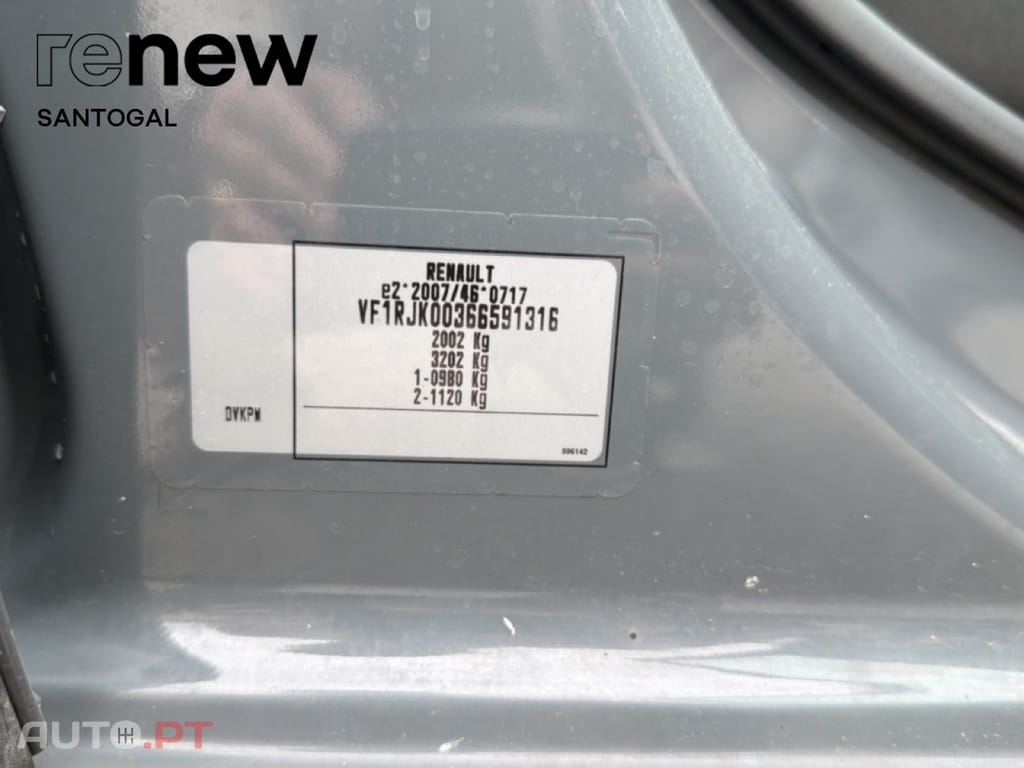 renew
SANTOGAL
RENAULT
e2*2007/46*0717
VF1RJK00366591316
2002 Kg
3202 Kg
1-0980 Kg
2-1120 Kg
DVKPW
596142
AUTO.PT